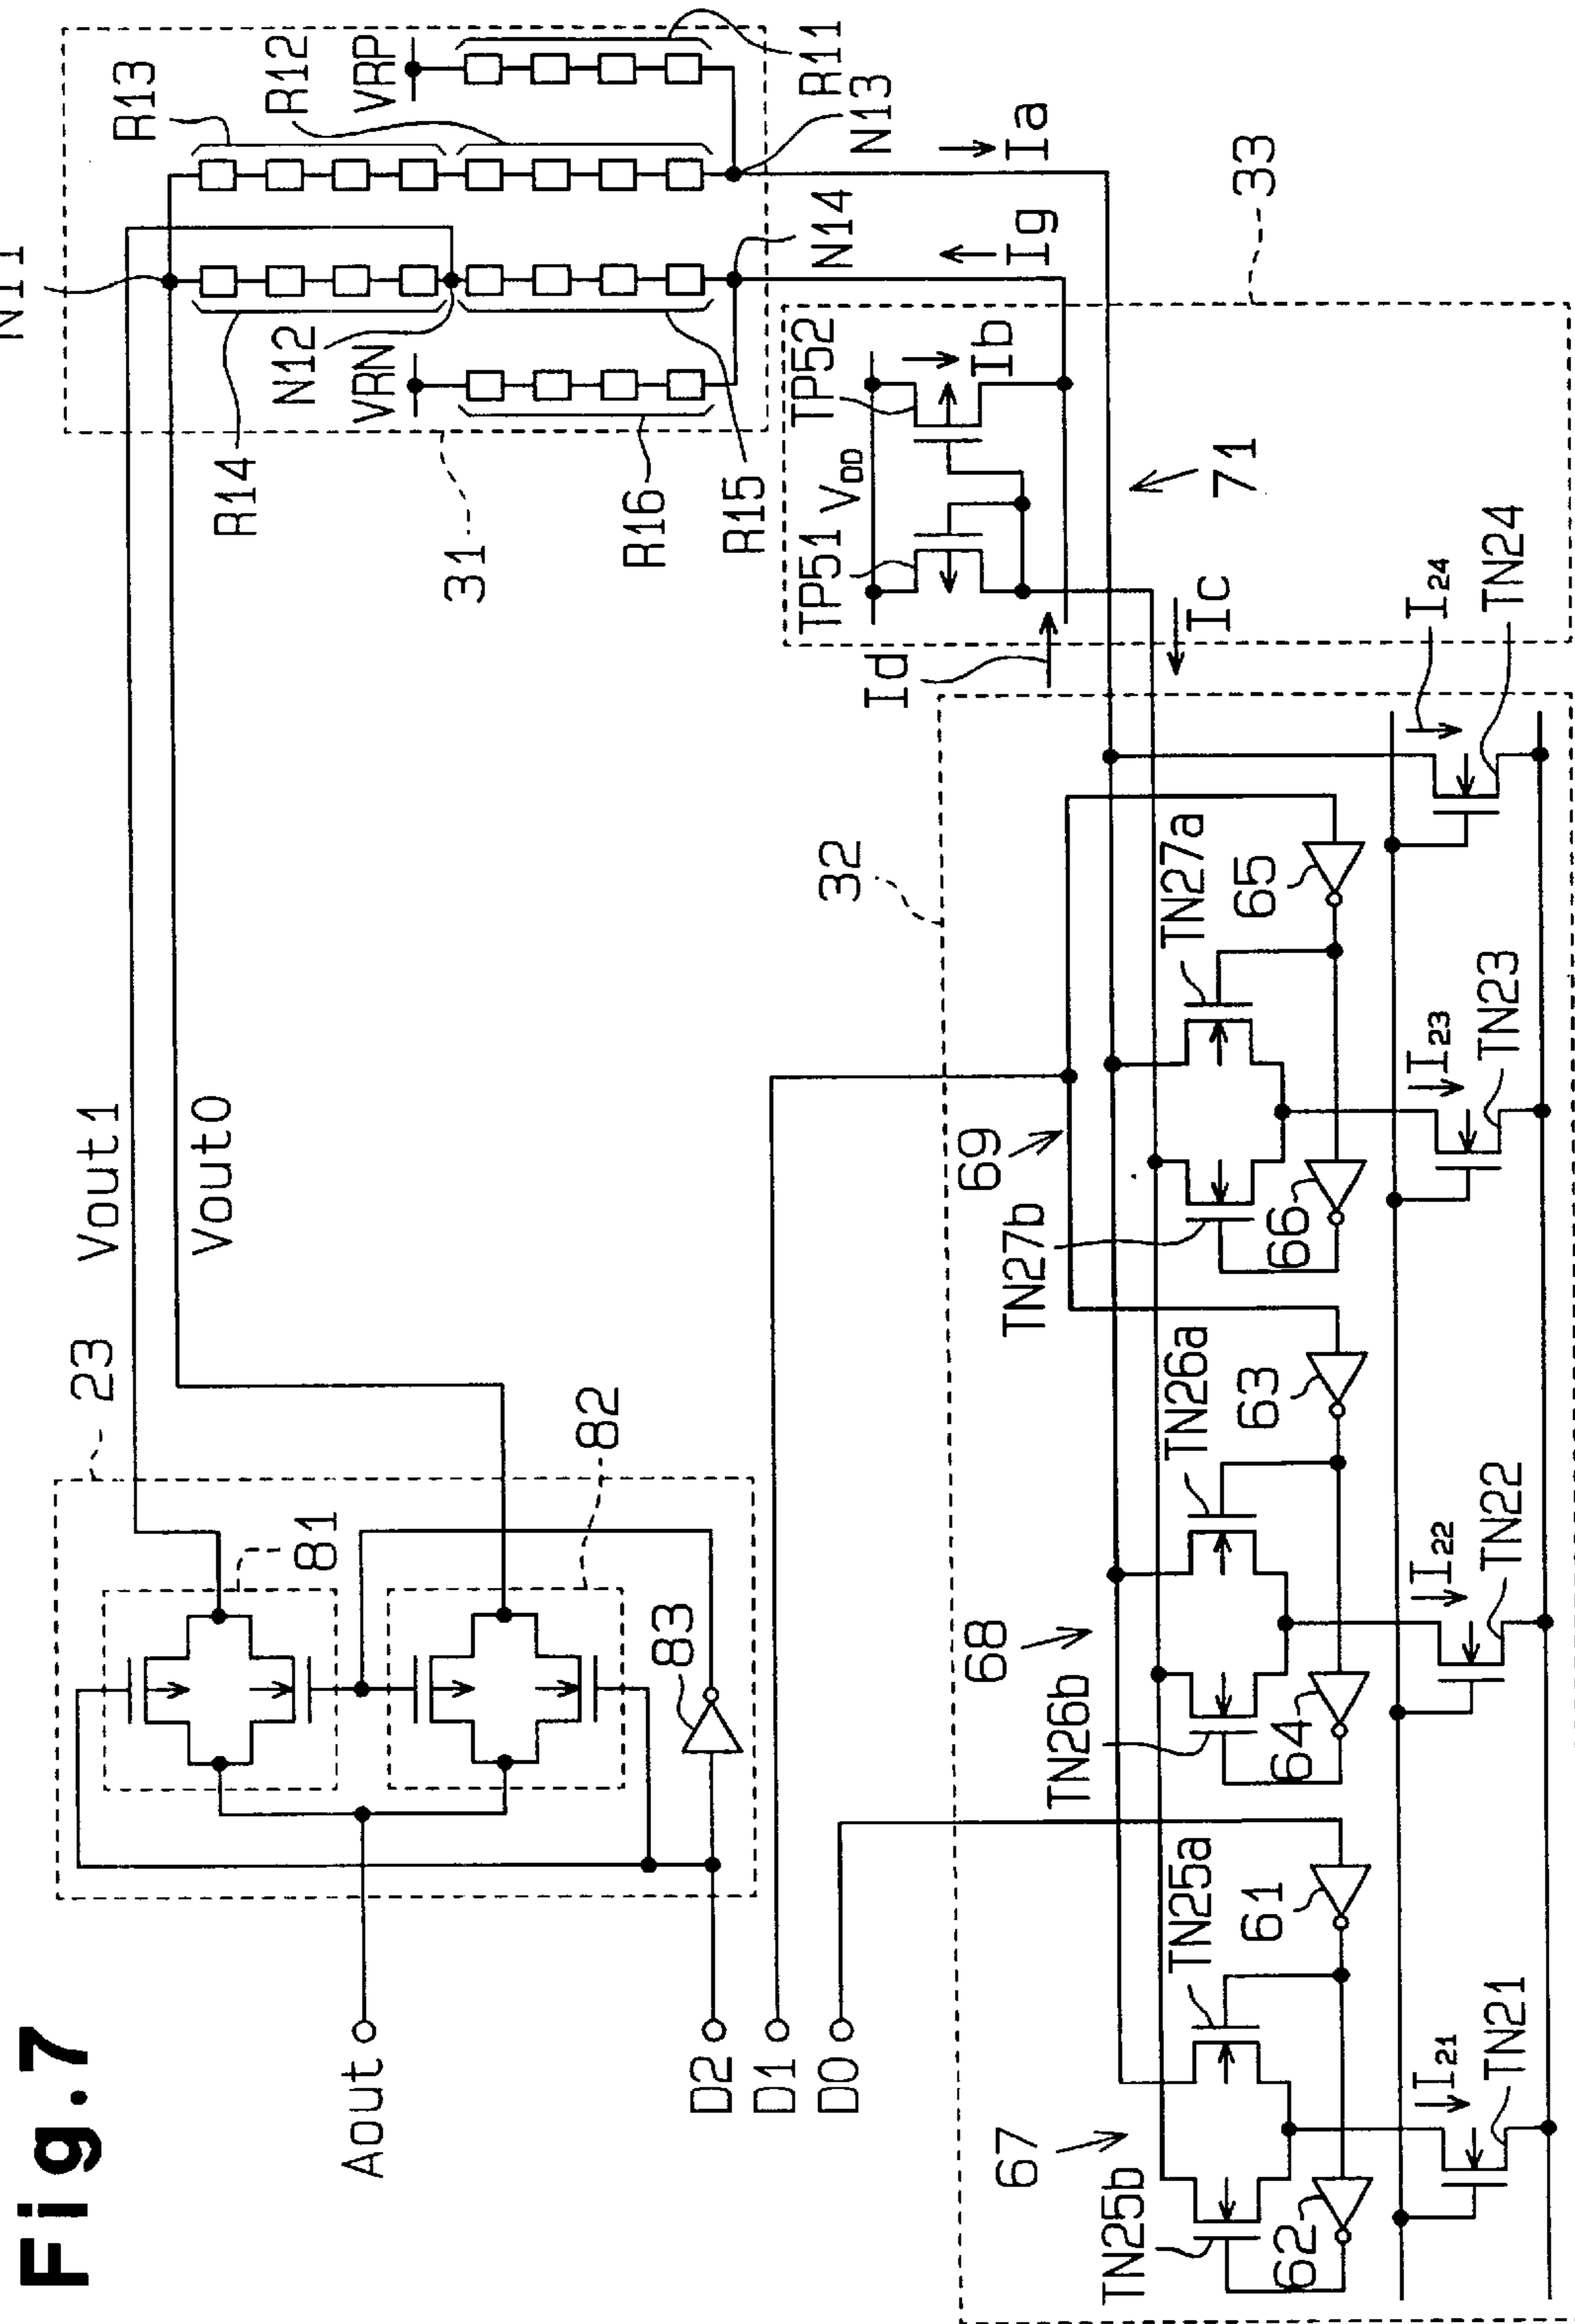 Fig.7
Aout
D2
D1
D0
23
81
82
83
Vout1
Vout0
N11
R13
R12
VRP
R11
N13
R14
N12
VRN
R16
R15
N14
31
Ia
Ig
33
TP51
VDD
TP52
Ib
Id
Ic
71
32
67
TN25b
TN25a
61
62
I21
TN21
68
TN26b
TN26a
63
64
I22
TN22
69
TN27b
TN27a
65
66
I23
TN23
I24
TN24